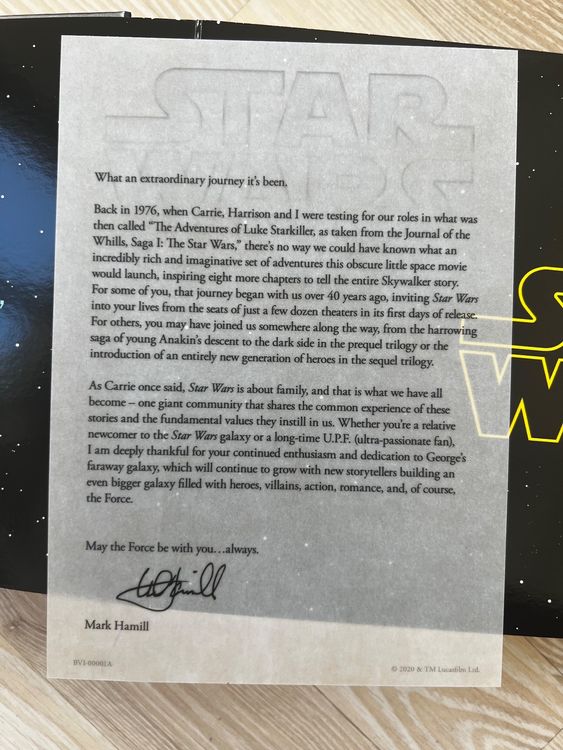 STAR
WARS
What an extraordinary journey it's been.
Back in 1976, when Carrie, Harrison and I were testing for our roles in what was
then called "The Adventures of Luke Starkiller, as taken from the Journal of the
Whills, Saga I: The Star Wars," there's no way we could have known what an
incredibly rich and imaginative set of adventures this obscure little space movie
would launch, inspiring eight more chapters to tell the entire Skywalker story.
For some of you, that journey began with us over 40 years ago, inviting Star Wars
into your lives from the seats of just a few dozen theaters in its first days of release.
For others, you may have joined us somewhere along the way, from the harrowing
saga of young Anakin's descent to the dark side in the prequel trilogy or the
introduction of an entirely new generation of heroes in the sequel trilogy.
As Carrie once said, Star Wars is about family, and that is what we have all
become – one giant community that shares the common experience of these
stories and the fundamental values they instill in us. Whether you're a relative
newcomer to the Star Wars galaxy or a long-time U.P.F. (ultra-passionate fan),
I am deeply thankful for your continued enthusiasm and dedication to George's
faraway galaxy, which will continue to grow with new storytellers building an
even bigger galaxy filled with heroes, villains, action, romance, and, of course,
the Force.
May the Force be with you…always.
Mark Hamill
BVI-00001A
© 2020 & TM Lucasfilm Ltd.
S
W